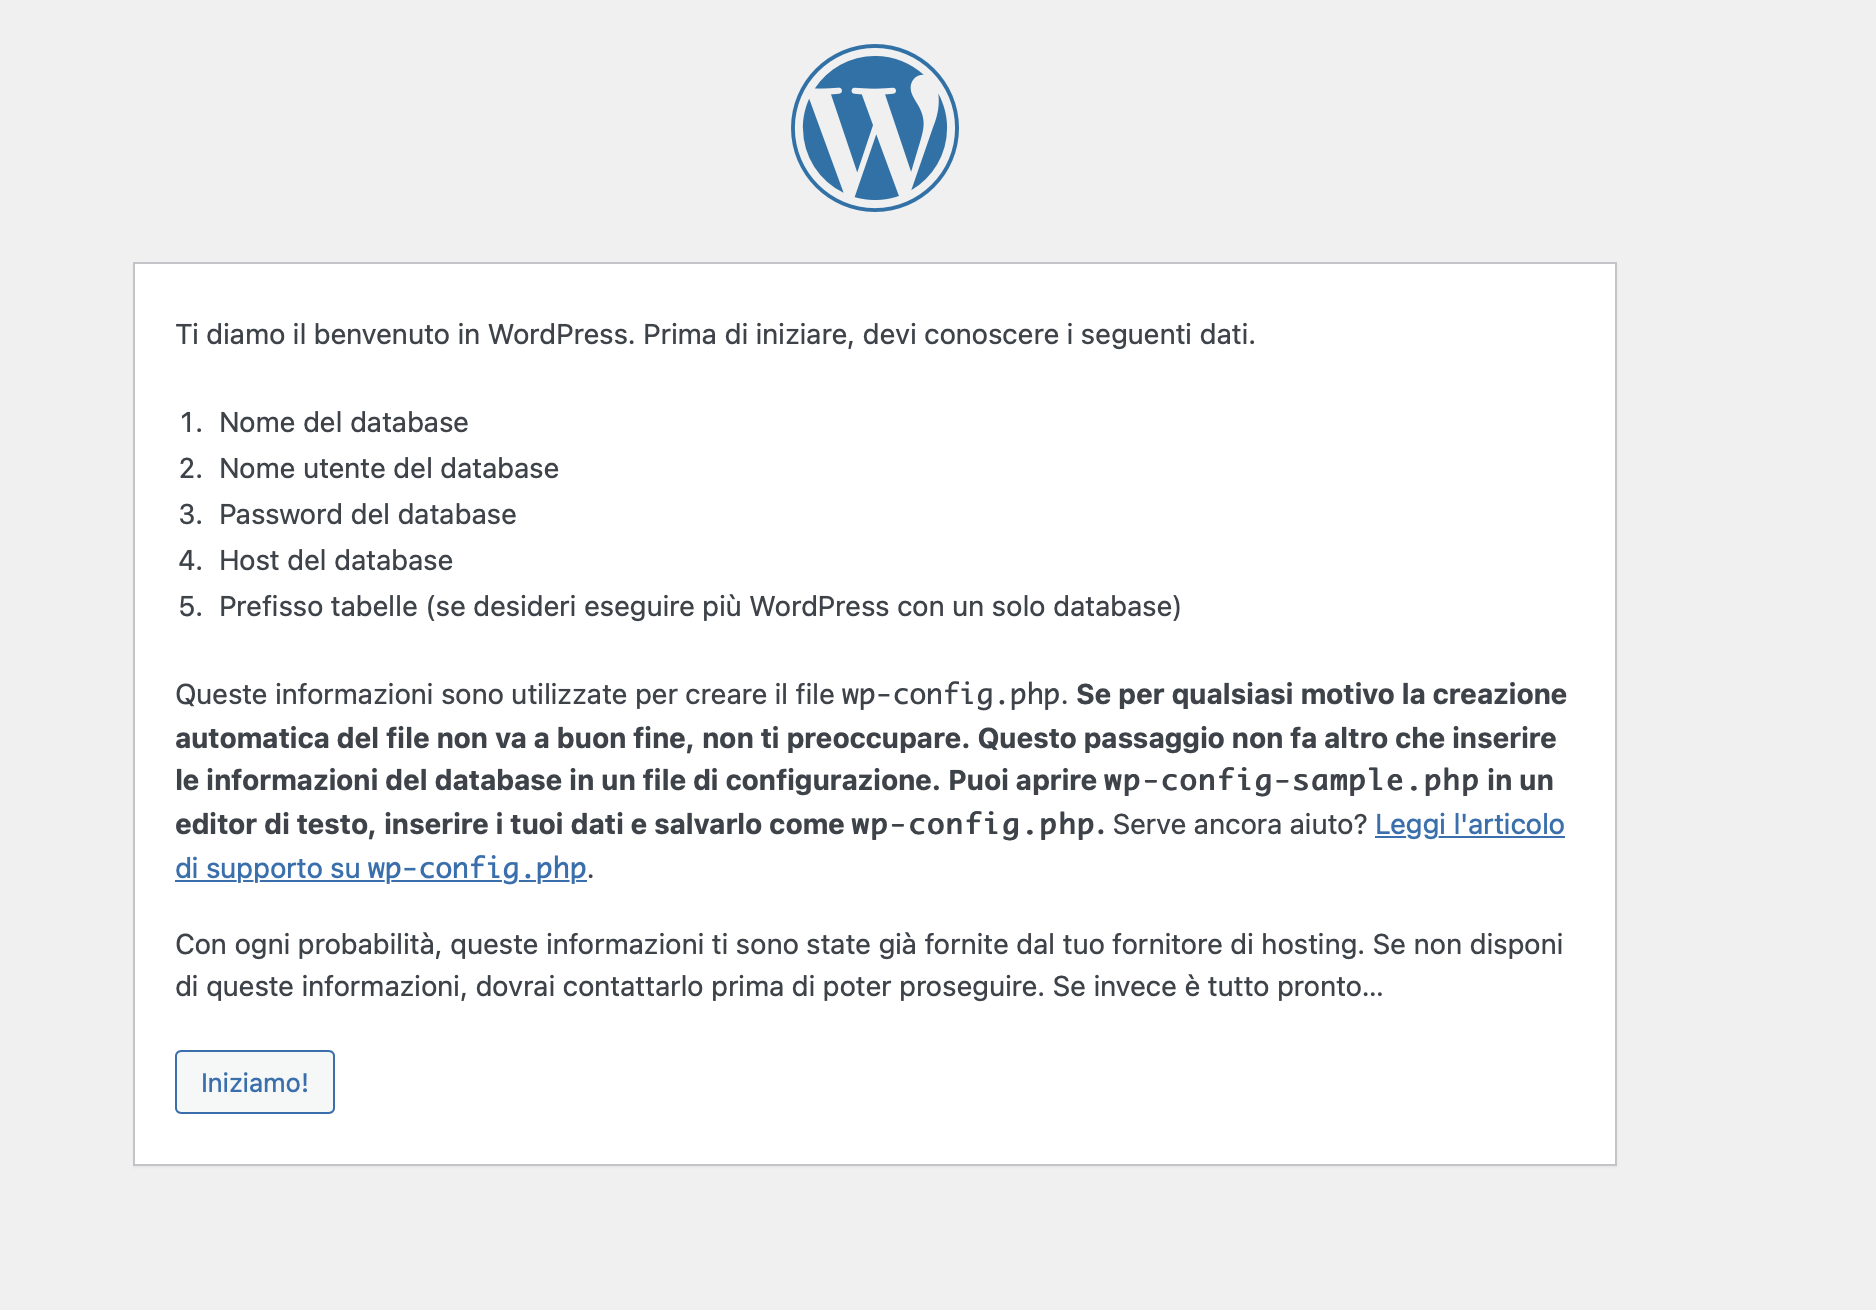 Ti diamo il benvenuto in WordPress. Prima di iniziare, devi conoscere i seguenti dati.
1. Nome del database
2. Nome utente del database
3. Password del database
4. Host del database
5. Prefisso tabelle (se desideri eseguire più WordPress con un solo database)
Queste informazioni sono utilizzate per creare il file wp-config.php. Se per qualsiasi motivo la creazione
automatica del file non va a buon fine, non ti preoccupare. Questo passaggio non fa altro che inserire
le informazioni del database in un file di configurazione. Puoi aprire wp-config-sample.php in un
editor di testo, inserire i tuoi dati e salvarlo come wp-config.php. Serve ancora aiuto? Leggi l'articolo
di supporto su wp-config.php.
Con ogni probabilità, queste informazioni ti sono state già fornite dal tuo fornitore di hosting. Se non disponi
di queste informazioni, dovrai contattarlo prima di poter proseguire. Se invece è tutto pronto...
Iniziamo!